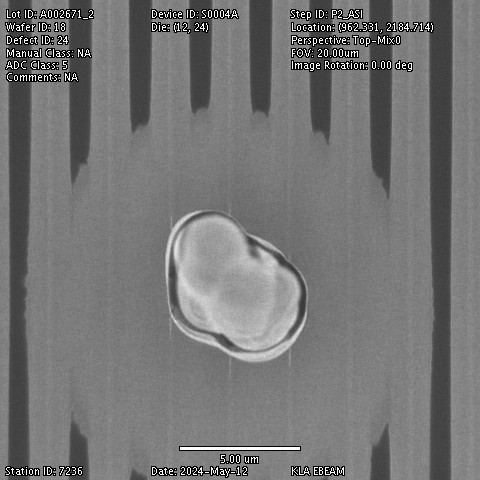 Lot ID: A002671_2
Wafer ID: 18
Defect ID: 24
Manual Class: NA
ADC Class: 5
Comments: NA
Device ID: S0004A
Die: (12, 24)
Step ID: P2_ASI
Location: (962.331, 2184.714)
Perspective: Top-Mix0
FOV: 20.00um
Image Rotation: 0.00 deg
5.00 um
Station ID: 7236
Date: 2024-May-12
KLA EBEAM